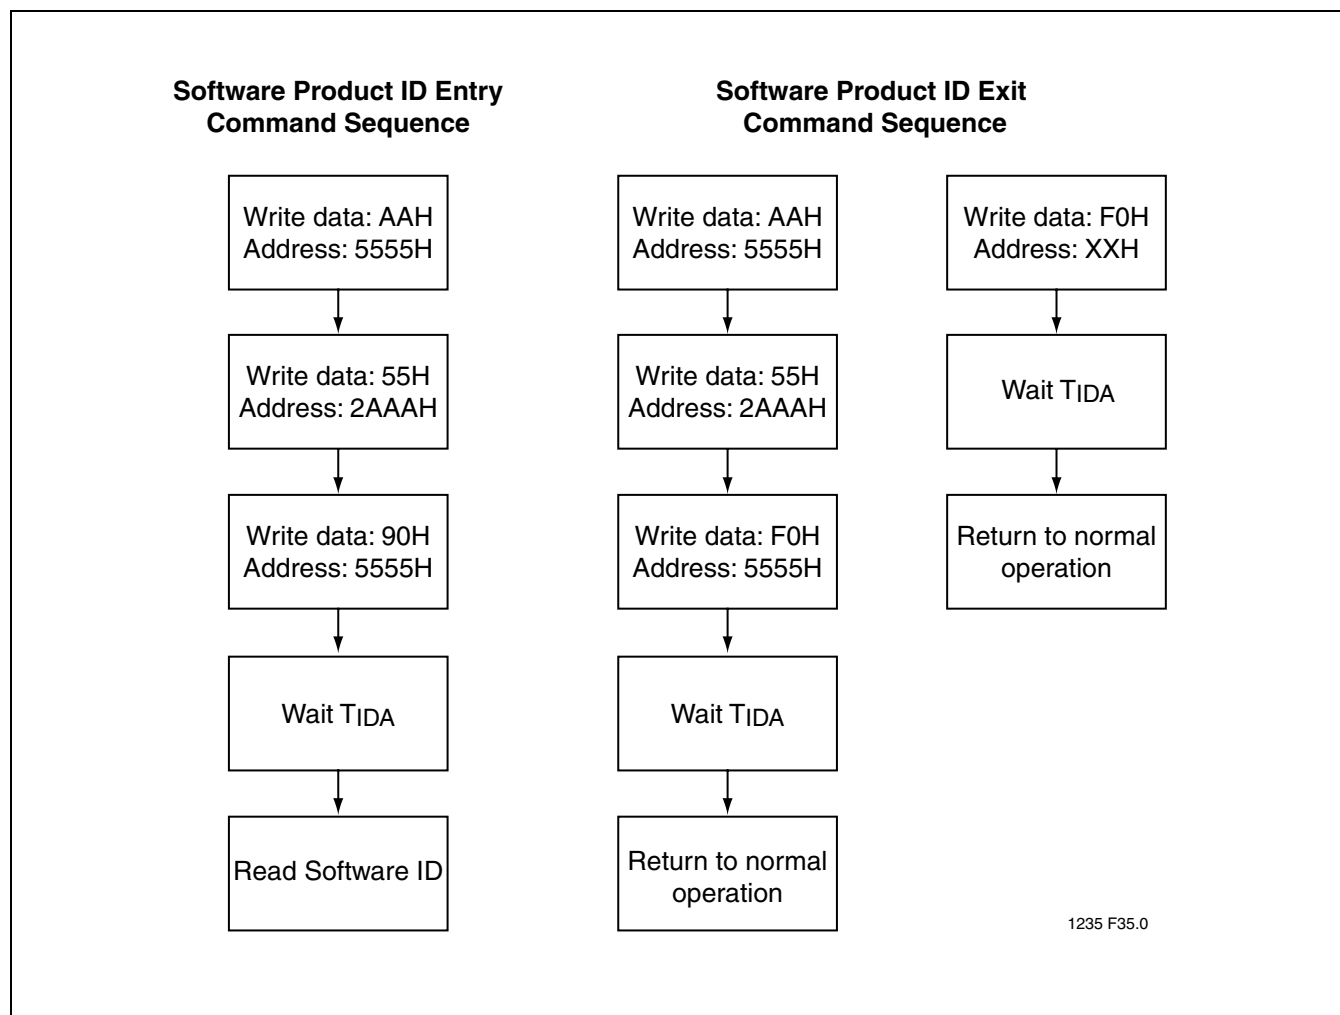 Software Product ID Entry
Command Sequence
Write data: AAH
Address: 5555H
Write data: 55H
Address: 2AAAH
Write data: 90H
Address: 5555H
Wait TIDA
Read Software ID
Software Product ID Exit
Command Sequence
Write data: AAH
Address: 5555H
Write data: 55H
Address: 2AAAH
Write data: F0H
Address: 5555H
Wait TIDA
Return to normal
operation
Write data: F0H
Address: XXH
Wait TIDA
Return to normal
operation
1235 F35.0